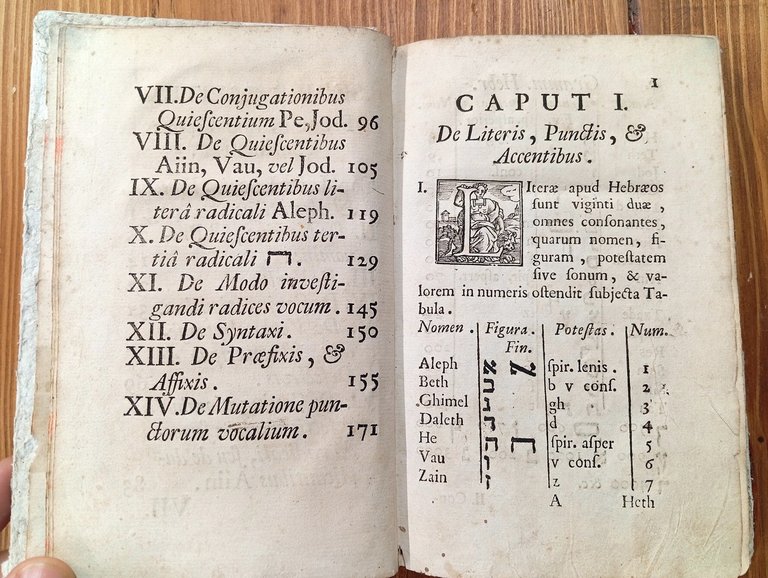 VII. De Conjugationibus
Quieſcentium Pe, Jod. 96
VIII. De Quieſcentibus
Aiin, Vau, vel Jod. 105
IX. De Quieſcentibus li-
terâ radicali Aleph. 119
X. De Quieſcentibus ter-
tiâ radicali ה. 129
XI. De Modo inveſti-
gandi radices vocum. 145
XII. De Syntaxi. 150
XIII. De Præfixis, &
Affixis. 155
XIV. De Mutatione pun-
ctorum vocalium. 171
1
CAPUT I.
De Literis, Punctis, &
Accentibus.
I. LIteræ apud Hebræos
ſunt viginti duæ,
omnes conſonantes,
quarum nomen, fi-
guram, poteſtatem
ſive ſonum, & va-
lorem in numeris oſtendit ſubjecta Ta-
bula.
Nomen. Figura. Poteſtas. Num.
Fin.
Aleph א ﬡ ſpir. lenis. 1
Beth ב b v conſ. 2
Ghimel ג gh 3
Daleth ד d 4
He ה ﬣ ſpir. aſper 5
Vau ו v conſ. 6
Zain ז z 7
A Heth